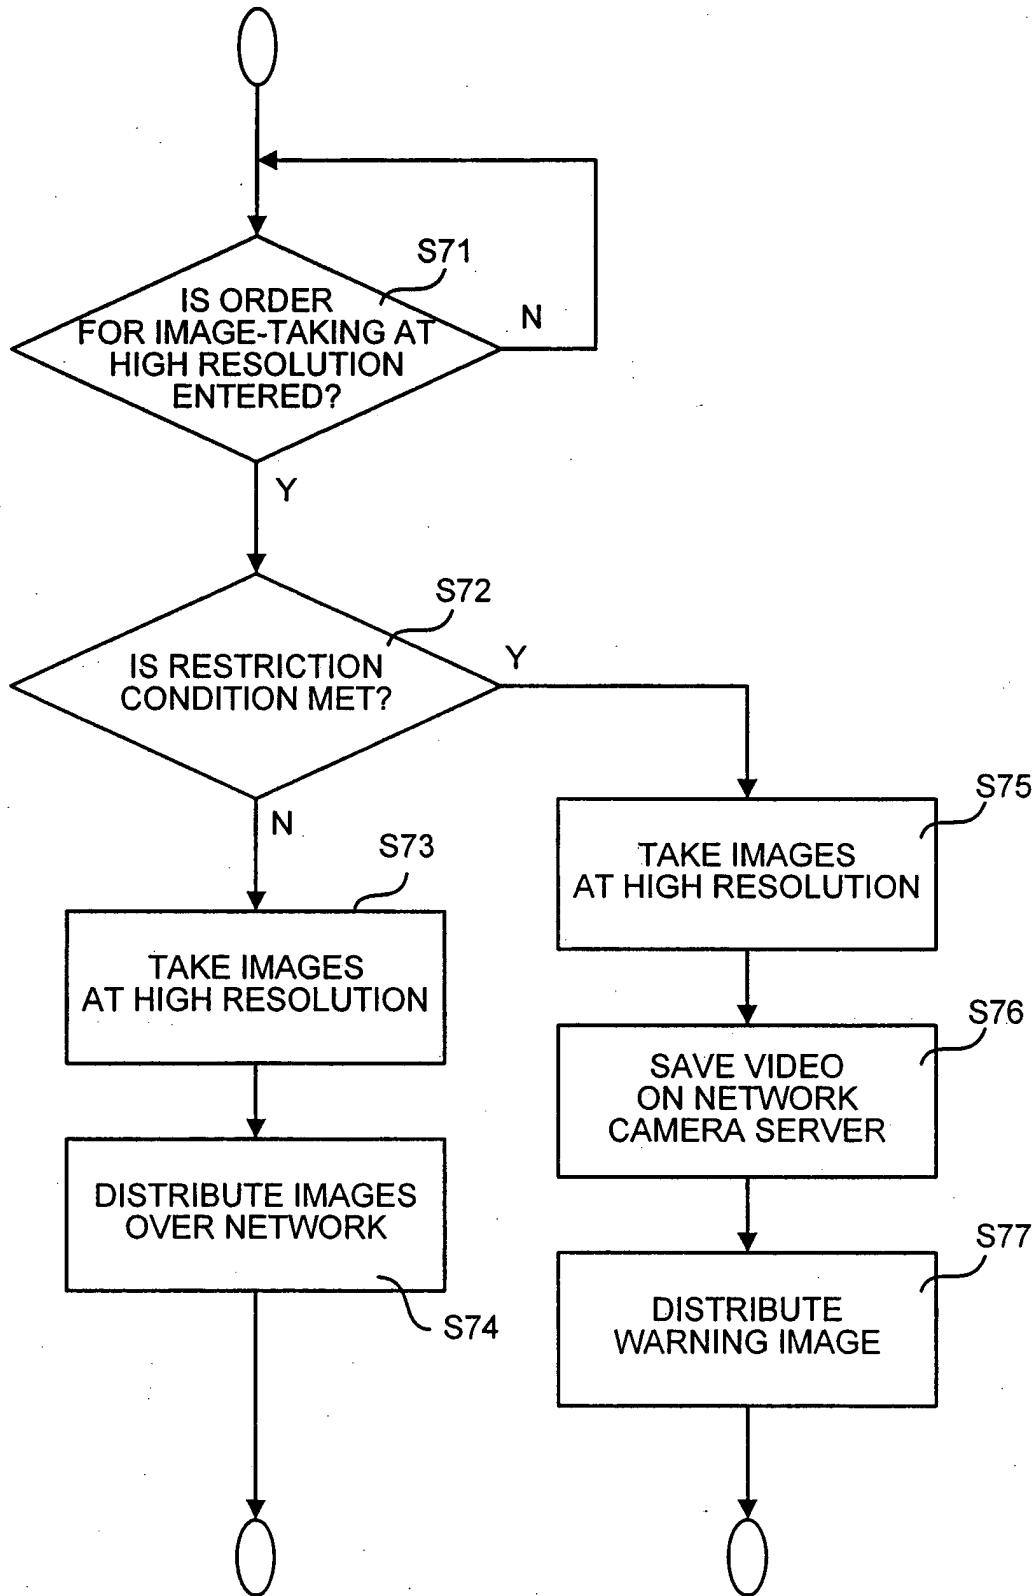 S71
IS ORDER
FOR IMAGE-TAKING AT
HIGH RESOLUTION
ENTERED?
N
Y
S72
IS RESTRICTION
CONDITION MET?
Y
N
S73
TAKE IMAGES
AT HIGH RESOLUTION
DISTRIBUTE IMAGES
OVER NETWORK
S74
S75
TAKE IMAGES
AT HIGH RESOLUTION
S76
SAVE VIDEO
ON NETWORK
CAMERA SERVER
S77
DISTRIBUTE
WARNING IMAGE